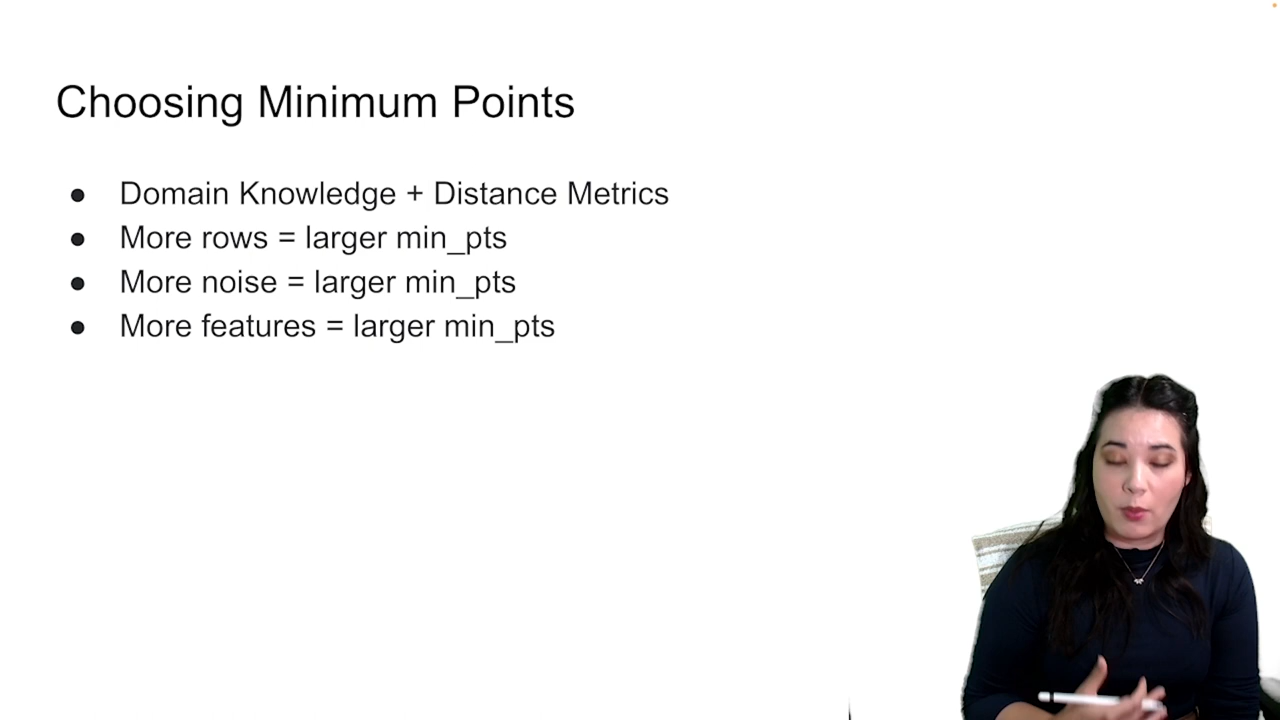 Choosing Minimum Points
● Domain Knowledge + Distance Metrics
● More rows = larger min_pts
● More noise = larger min_pts
● More features = larger min_pts